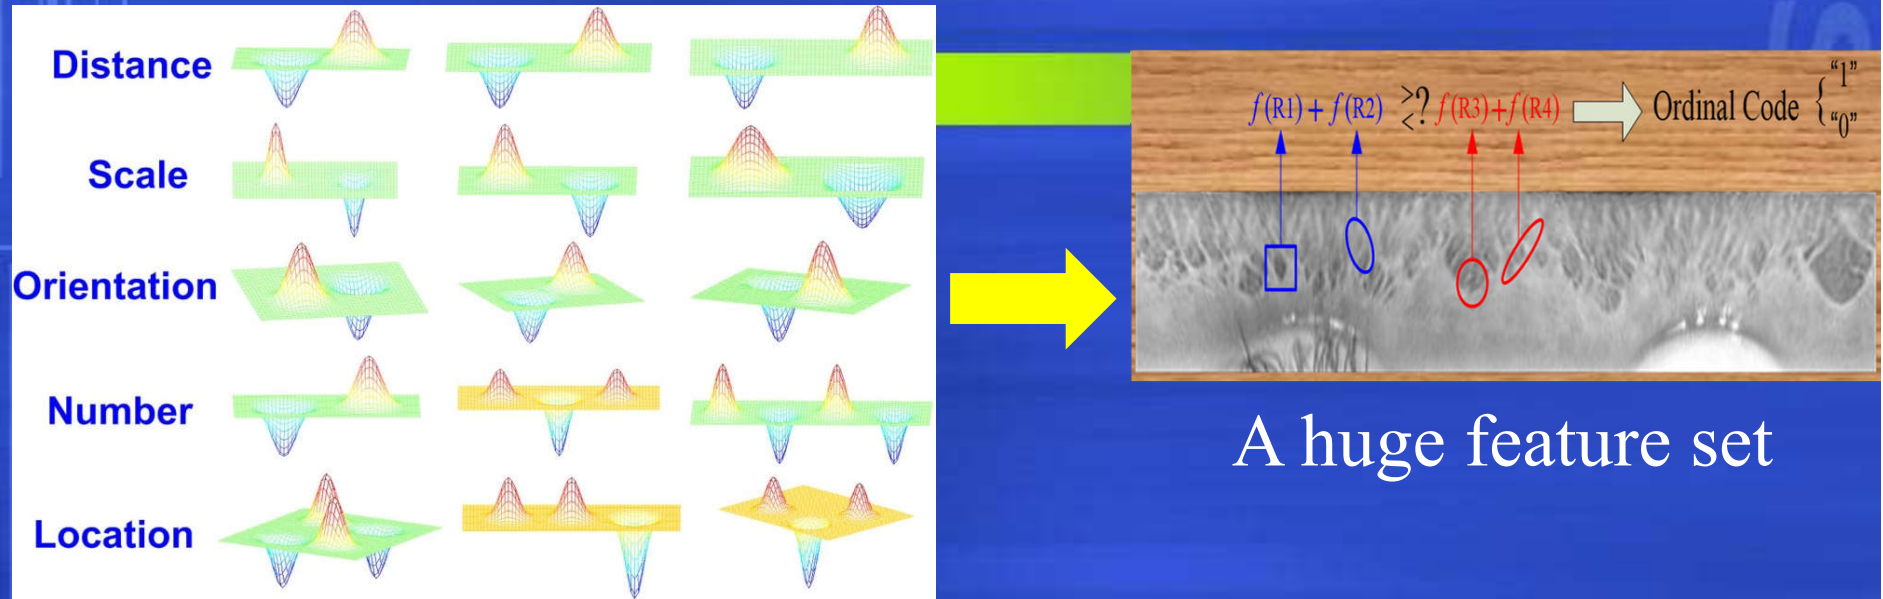 Distance
Scale
Orientation
Number
Location
f(R1) + f(R2) >/<? f(R3)+f(R4) Ordinal Code { “1” “0”
A huge feature set